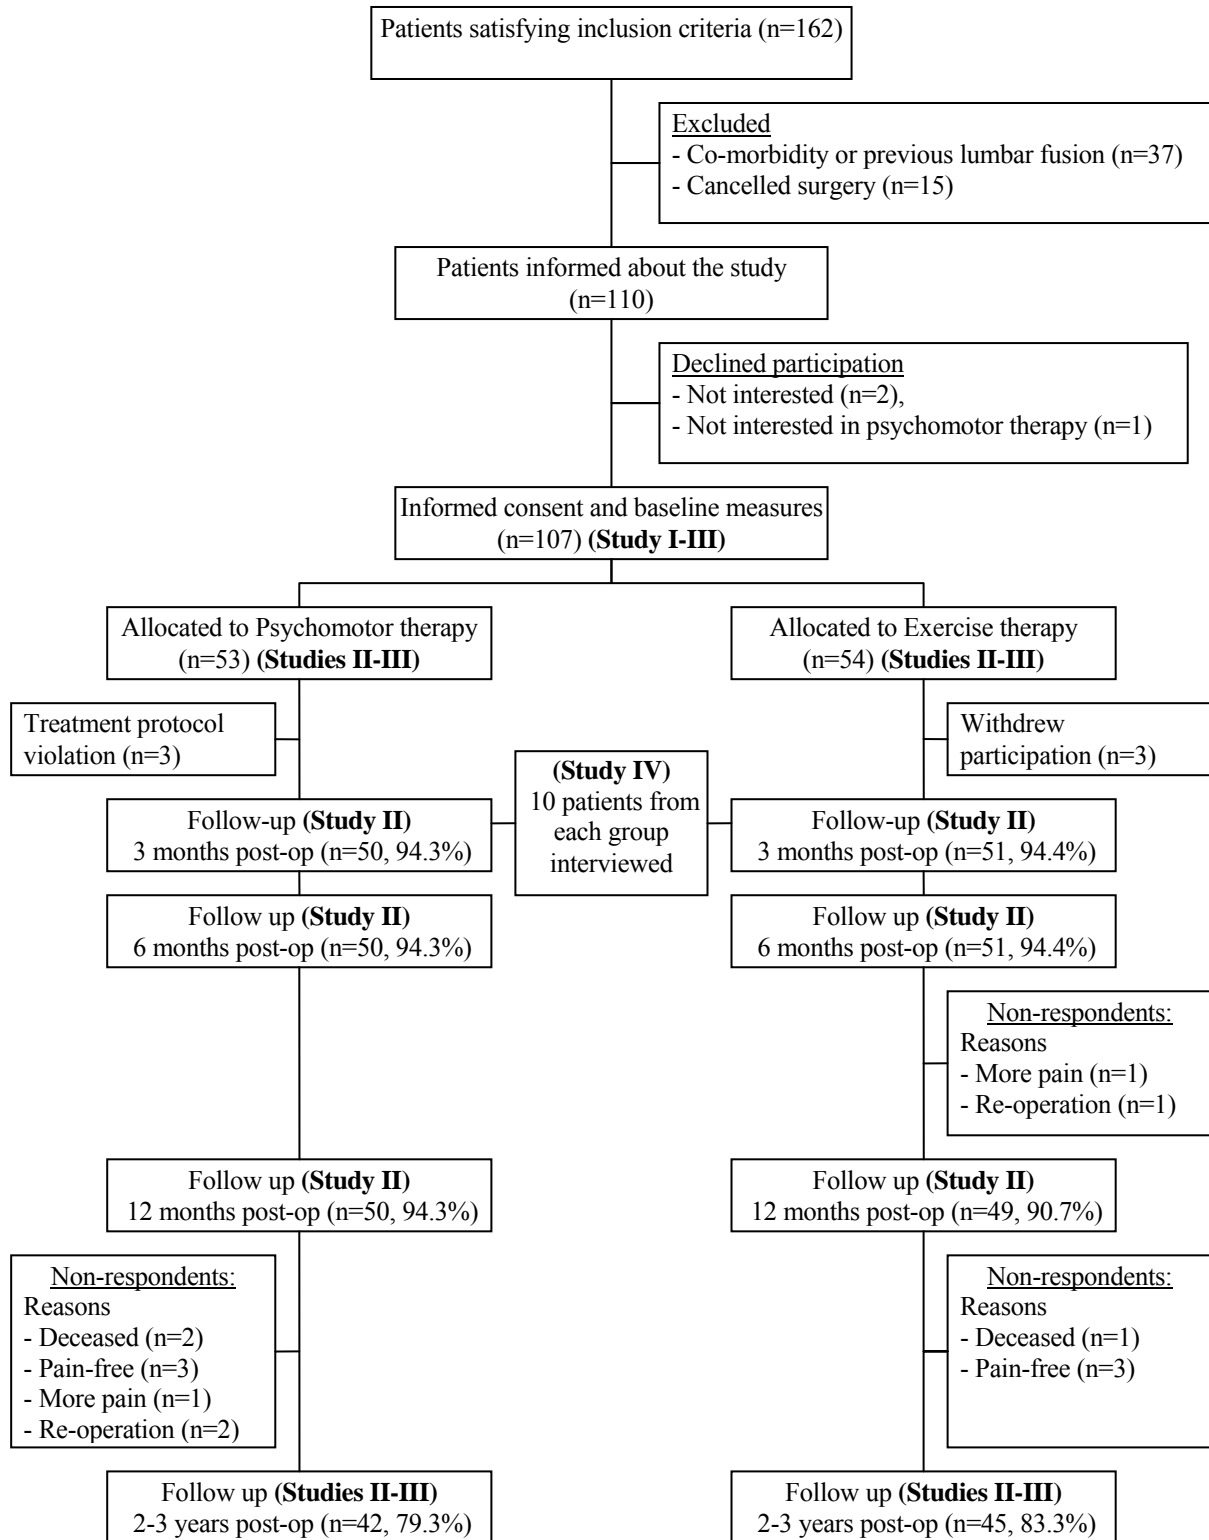 Patients satisfying inclusion criteria (n=162)
Excluded
- Co-morbidity or previous lumbar fusion (n=37)
- Cancelled surgery (n=15)
Patients informed about the study
(n=110)
Declined participation
- Not interested (n=2),
- Not interested in psychomotor therapy (n=1)
Informed consent and baseline measures
(n=107) (Study I-III)
Allocated to Psychomotor therapy
(n=53) (Studies II-III)
Allocated to Exercise therapy
(n=54) (Studies II-III)
Treatment protocol
violation (n=3)
Withdrew
participation (n=3)
(Study IV)
10 patients from
each group
interviewed
Follow-up (Study II)
3 months post-op (n=50, 94.3%)
Follow-up (Study II)
3 months post-op (n=51, 94.4%)
Follow up (Study II)
6 months post-op (n=50, 94.3%)
Follow up (Study II)
6 months post-op (n=51, 94.4%)
Non-respondents:
Reasons
- More pain (n=1)
- Re-operation (n=1)
Follow up (Study II)
12 months post-op (n=50, 94.3%)
Follow up (Study II)
12 months post-op (n=49, 90.7%)
Non-respondents:
Reasons
- Deceased (n=2)
- Pain-free (n=3)
- More pain (n=1)
- Re-operation (n=2)
Non-respondents:
Reasons
- Deceased (n=1)
- Pain-free (n=3)
Follow up (Studies II-III)
2-3 years post-op (n=42, 79.3%)
Follow up (Studies II-III)
2-3 years post-op (n=45, 83.3%)